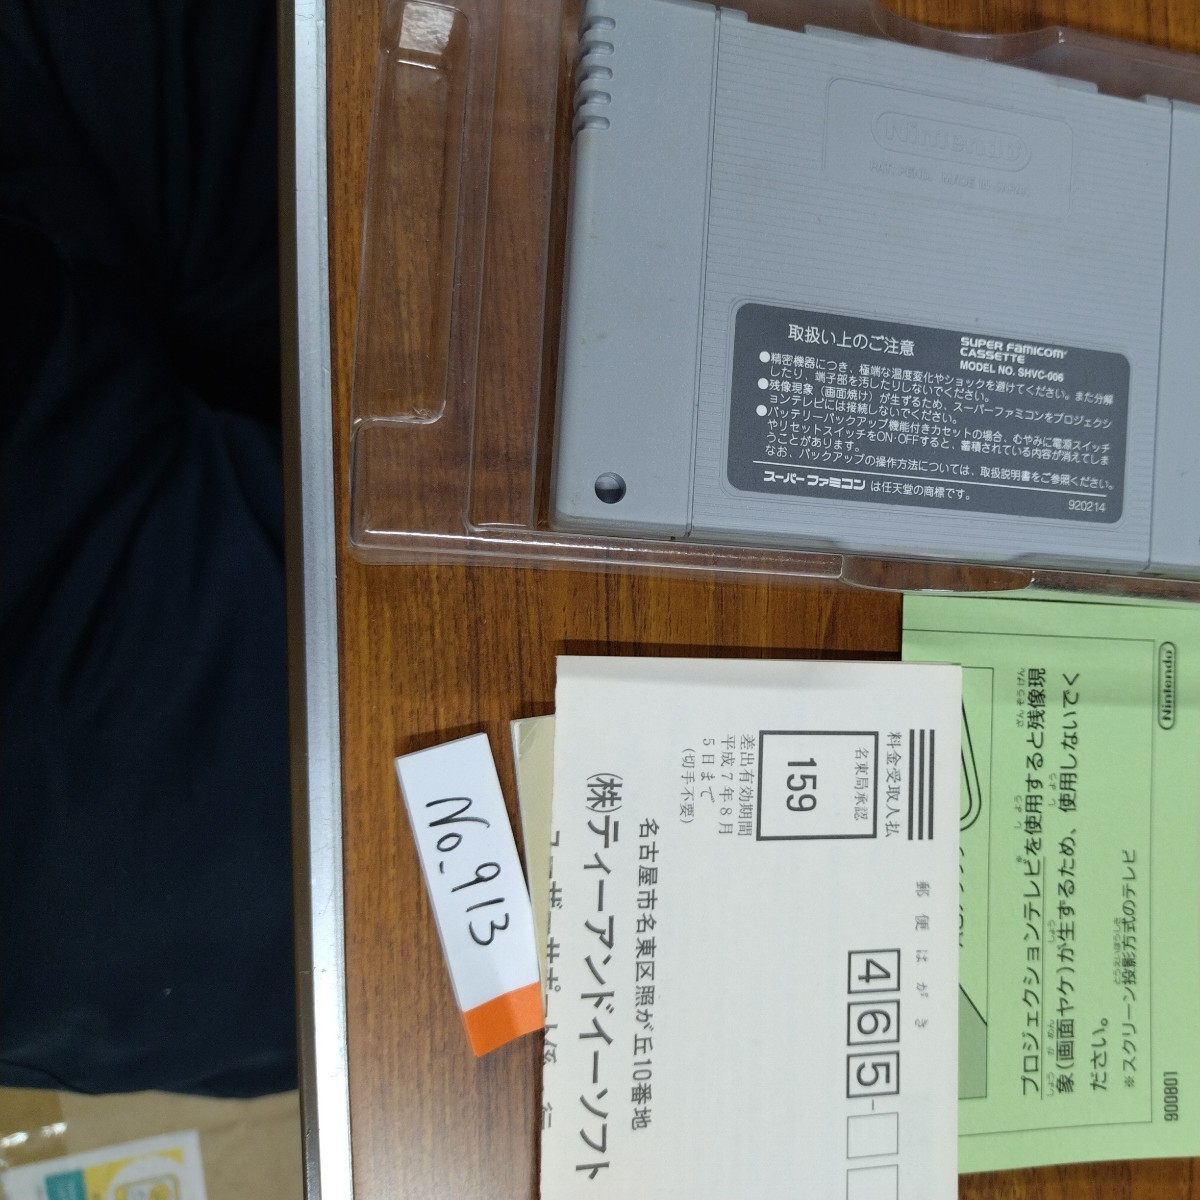 Nintendo
PAT. PEND. MADE IN JAPAN
取扱い上のご注意
SUPER Famicom
CASSETTE
MODEL NO. SHVC-006
●精密機器につき、極端な温度変化やショックを避けてください。また分解
したり、端子部を汚したりしないでください。
●残像現象(画面焼け)が生ずるため、スーパーファミコンをプロジェクシ
ョンテレビには接続しないでください。
●バッテリーバックアップ機能付きカセットの場合、むやみに電源スイッチ
やリセットスイッチをON・OFFすると、蓄積されている内容が消えてしま
うことがあります。
なお、バックアップの操作方法については、取扱説明書をご参照ください。
スーパーファミコン は任天堂の商標です。
920214
No.913
料金受取人払
名東局承認
159
差出有効期間
平成7年8月
5日まで
(切手不要)
郵便はがき
465-
名古屋市名東区照が丘10番地
(株)ティーアンドイーソフト
ユーザーサポート係 行
Nintendo
プロジェクションテレビ※を使用すると残像現
象(画面ヤケ)が生ずるため、使用しないでく
ださい。
※スクリーン投影方式のテレビ
900801